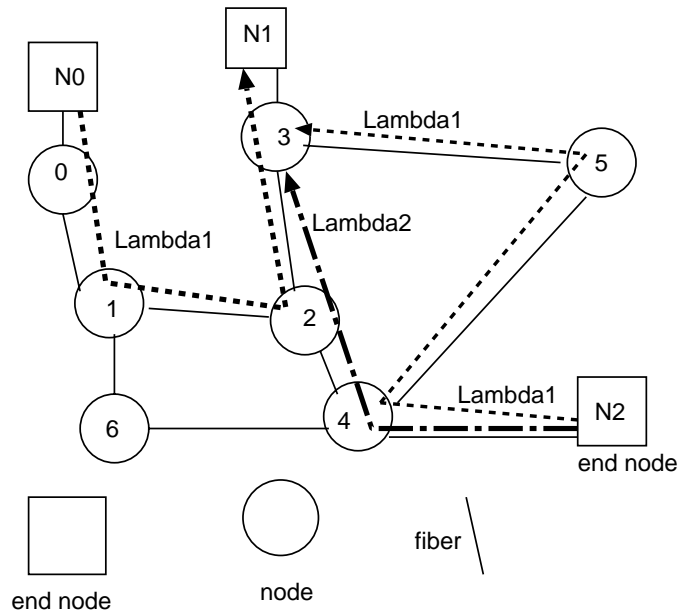 N0
N1
Lambda1
3
5
0
Lambda2
Lambda1
1
2
Lambda1
N2
4
6
end node
fiber
end node
node